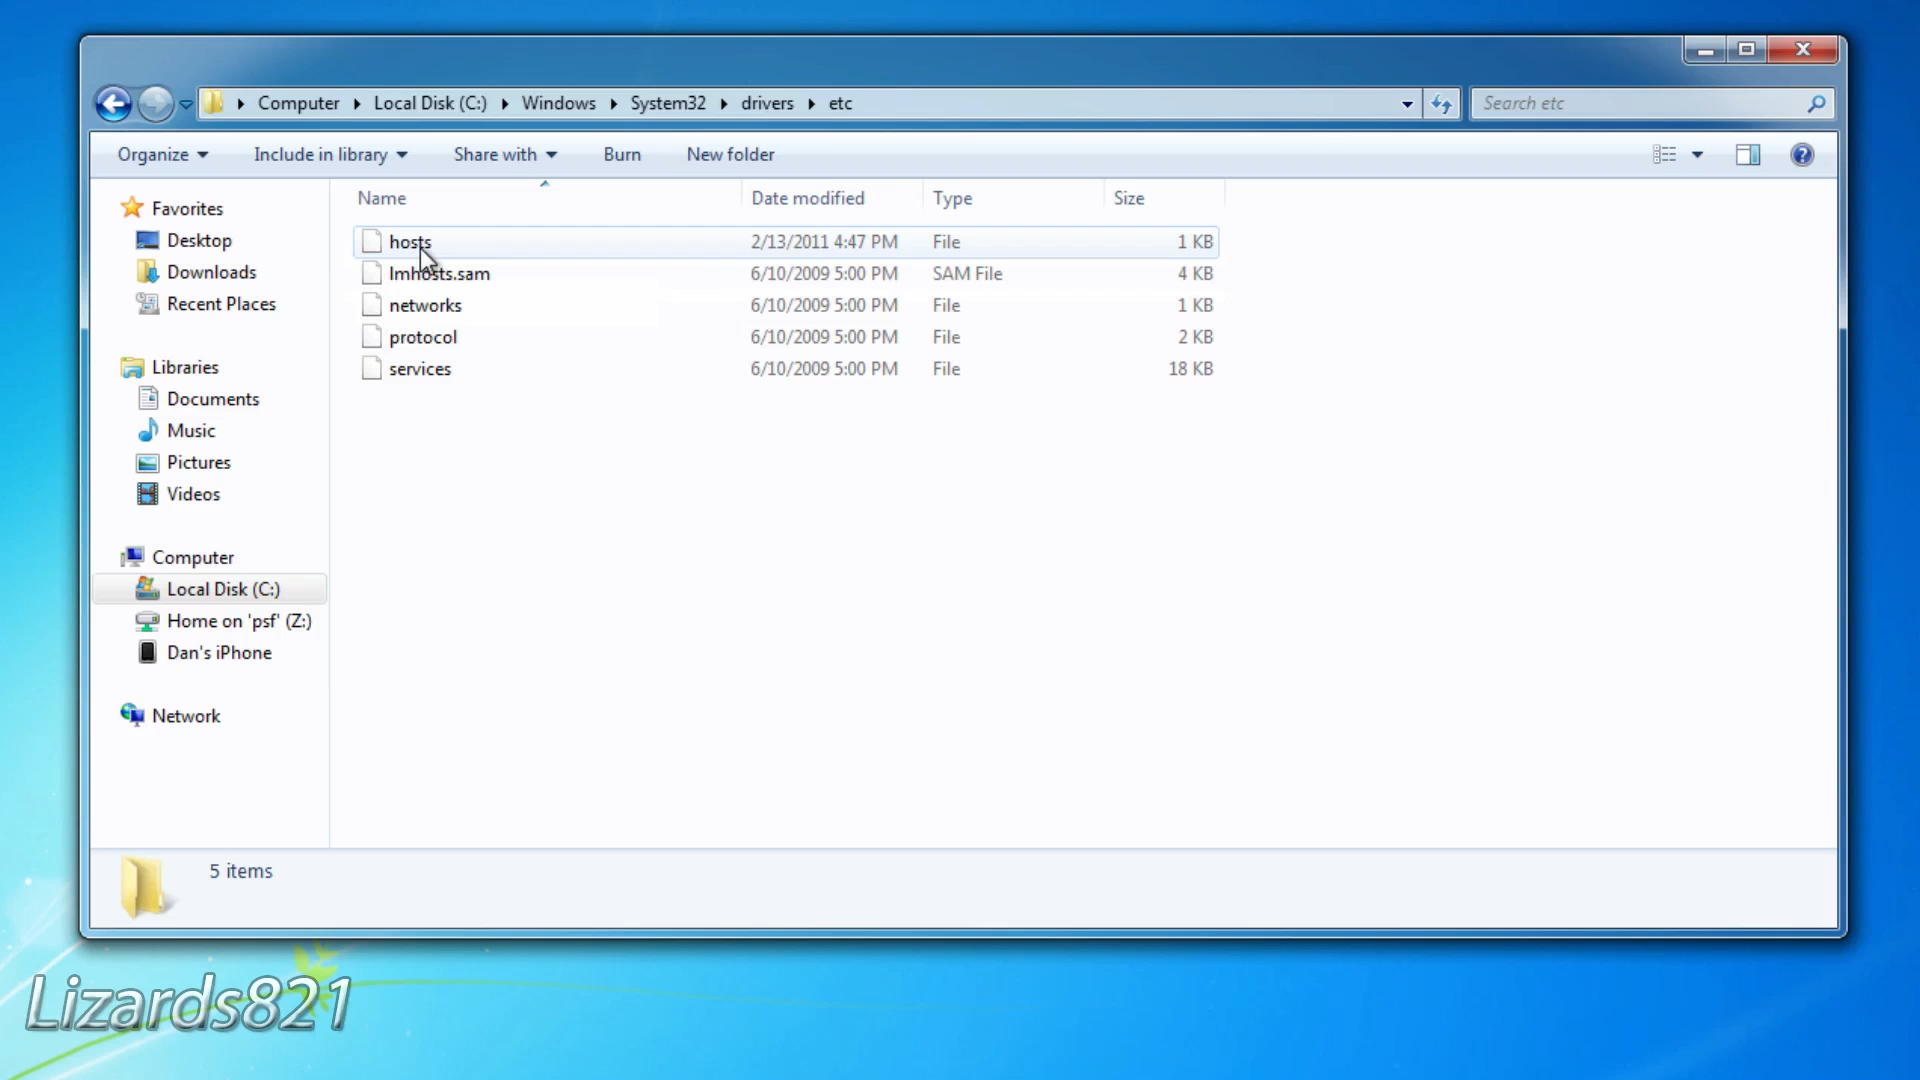 Computer Local Disk (C:) Windows System32 drivers etc
Search etc
Organize Include in library Share with Burn New folder
Name Date modified Type Size
Favorites
Desktop
Downloads
Recent Places
Libraries
Documents
Music
Pictures
Videos
Computer
Local Disk (C:)
Home on 'psf' (Z:)
Dan's iPhone
Network
hosts 2/13/2011 4:47 PM File 1 KB
lmhosts.sam 6/10/2009 5:00 PM SAM File 4 KB
networks 6/10/2009 5:00 PM File 1 KB
protocol 6/10/2009 5:00 PM File 2 KB
services 6/10/2009 5:00 PM File 18 KB
5 items
Lizards821